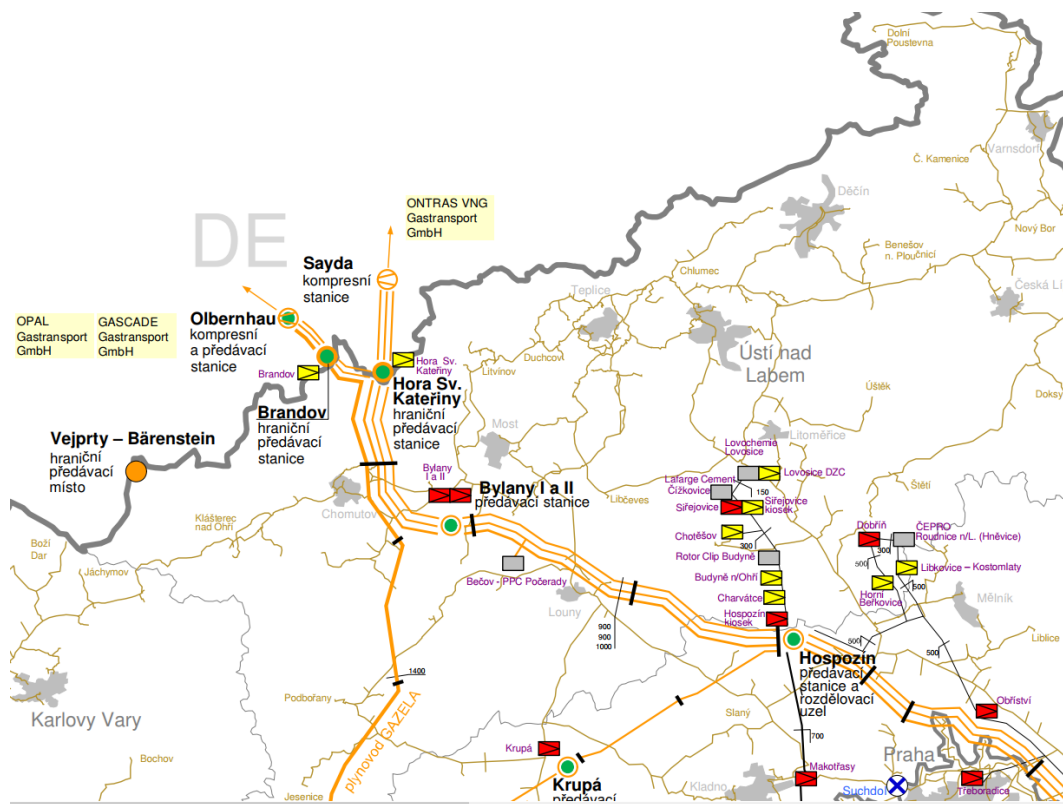 Dolní
Poustevna
Varnsdorf
Č. Kamenice
Děčín
ONTRAS VNG
Gastransport
GmbH
DE
Nový Bor
Benešov
n. Ploučnicí
Sayda
kompresní
stanice
Chlumec
Teplice
Česká Lí
OPAL
Gastransport
GmbH
GASCADE
Gastransport
GmbH
Olbernhau
kompresní
a předávací
stanice
Duchcov
Ústí nad
Labem
Hora Sv.
Kateřiny
Litvínov
Brandov
Hora Sv.
Kateřiny
hraniční
předávací
stanice
Úštěk
Doksy
Brandov
hraniční
předávací
stanice
Most
Litoměřice
Vejprty – Bärenstein
hraniční
předávací
místo
Lovochemie
Lovosice
Lovosice DZC
Bylany
I a II
Bylany I a II
předávací stanice
Lafarge Cement
Čížkovice
150
Libčeves
Štětí
Siřejovice
Siřejovice
kiosek
Chomutov
Klášterec
nad Ohří
Dobříň
ČEPRO
Roudnice n/L. (Hněvice)
Chotěšov
300
300
Boží
Dar
Rotor Clip Budyně
500
Libkovice – Kostomlaty
Jáchymov
Bečov - PPC Počerady
Budyně n/Ohří
500
Horní
Beřkovice
Louny
Charvátce
Mělník
Hospozín
kiosek
900
900
1000
500
500
Liblice
Hospozín
předávací
stanice a
rozdělovací
uzel
1400
Karlovy Vary
Podbořany
Slaný
Obříství
plynovod GAZELA
700
Krupá
Praha
Bochov
Makotřasy
Kladno
Krupá
předávací
Suchdol
Třeboradice
Jesenice